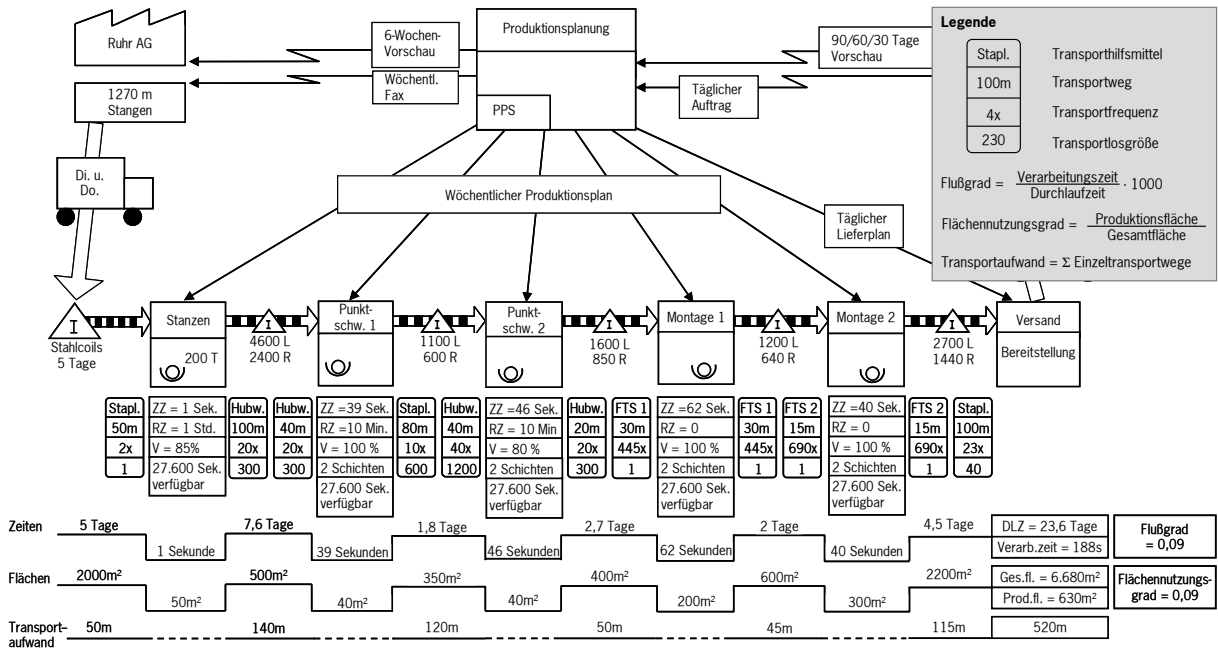 Ruhr AG
1270 m
Stangen
Di. u.
Do.
6-Wochen-
Vorschau
Wöchentl.
Fax
Produktionsplanung
PPS
90/60/30 Tage
Vorschau
Täglicher
Auftrag
Wöchentlicher Produktionsplan
Täglicher
Lieferplan
Legende
Stapl. Transporthilfsmittel
100m Transportweg
4x Transportfrequenz
230 Transportlosgröße
Flußgrad = Verarbeitungszeit / Durchlaufzeit · 1000
Flächennutzungsgrad = Produktionsfläche / Gesamtfläche
Transportaufwand = Σ Einzeltransportwege
I
Stahlcoils
5 Tage
Stanzen
200 T
I
4600 L
2400 R
Punkt-
schw. 1
I
1100 L
600 R
Punkt-
schw. 2
I
1600 L
850 R
Montage 1
I
1200 L
640 R
Montage 2
I
2700 L
1440 R
Versand
Bereitstellung
Stapl.
50m
2x
1
ZZ = 1 Sek.
RZ = 1 Std.
V = 85%
27.600 Sek.
verfügbar
Hubw.
100m
20x
300
Hubw.
40m
20x
300
ZZ =39 Sek.
RZ =10 Min.
V = 100 %
2 Schichten
27.600 Sek.
verfügbar
Stapl.
80m
10x
600
Hubw.
40m
40x
1200
ZZ =46 Sek.
RZ = 10 Min
V = 80 %
2 Schichten
27.600 Sek.
verfügbar
Hubw.
20m
20x
300
FTS 1
30m
445x
1
ZZ =62 Sek.
RZ = 0
V = 100 %
2 Schichten
27.600 Sek.
verfügbar
FTS 1
30m
445x
1
FTS 2
15m
690x
1
ZZ =40 Sek.
RZ = 0
V = 100 %
2 Schichten
27.600 Sek.
verfügbar
FTS 2
15m
690x
1
Stapl.
100m
23x
40
Zeiten 5 Tage 7,6 Tage 1,8 Tage 2,7 Tage 2 Tage 4,5 Tage DLZ = 23,6 Tage
1 Sekunde 39 Sekunden 46 Sekunden 62 Sekunden 40 Sekunden Verarb.zeit = 188s
Flußgrad
= 0,09
Flächen 2000m² 500m² 350m² 400m² 600m² 2200m² Ges.fl. = 6.680m²
50m² 40m² 40m² 200m² 300m² Prod.fl. = 630m²
Flächennutzungs-
grad = 0,09
Transport-
aufwand 50m 140m 120m 50m 45m 115m 520m